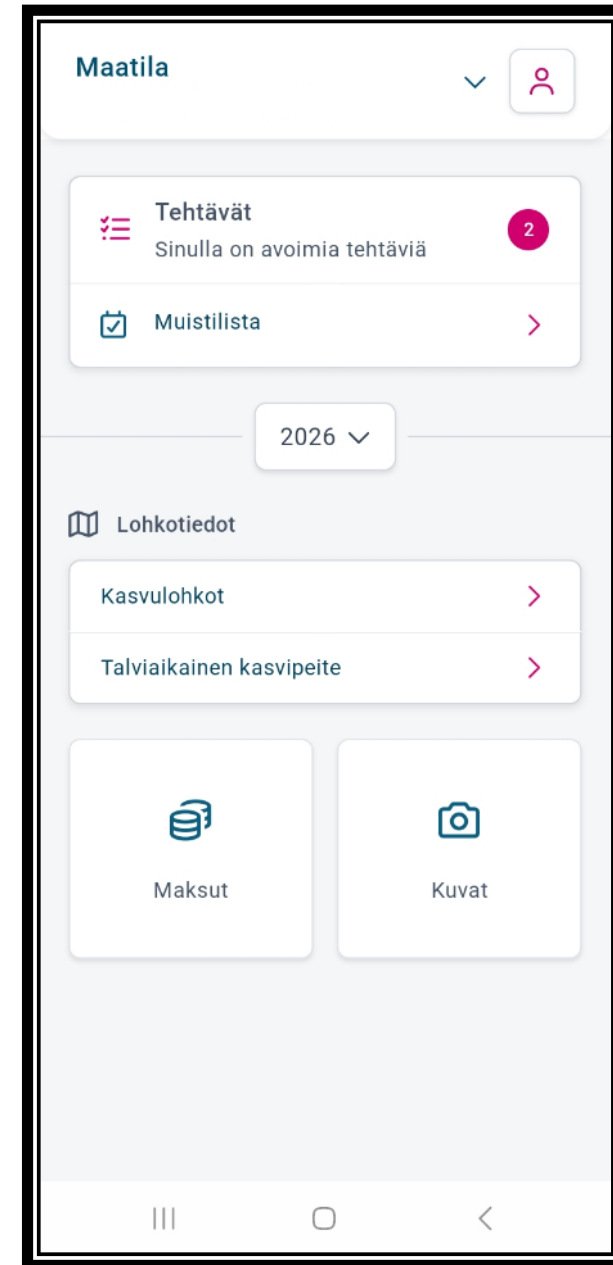 Maatila
Tehtävät
2
Sinulla on avoimia tehtäviä
Muistilista
2026
Lohkotiedot
Kasvulohkot
Talviaikainen kasvipeite
Maksut
Kuvat